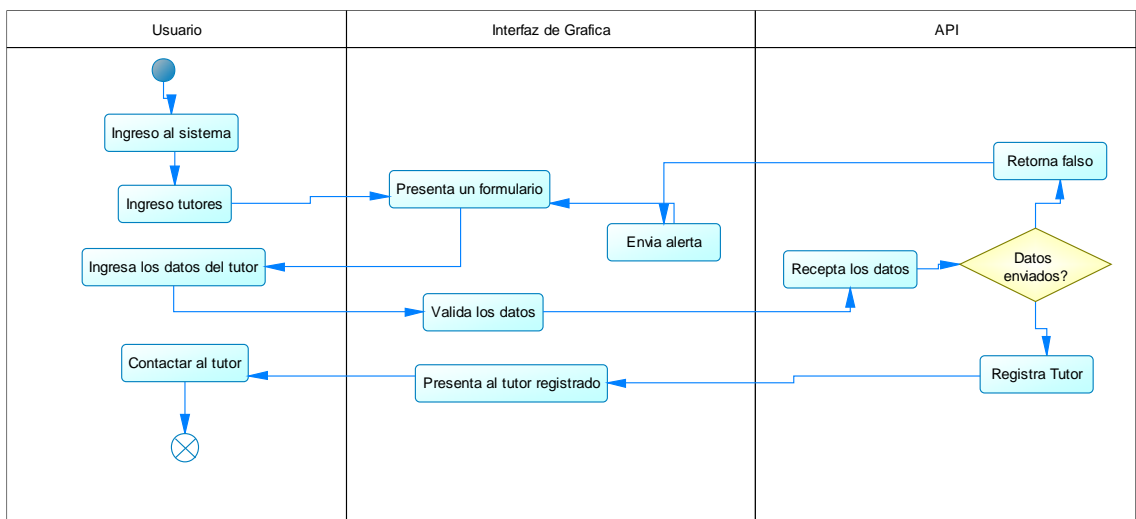 Usuario
Interfaz de Grafica
API
Ingreso al sistema
Retorna falso
Presenta un formulario
Ingreso tutores
Envia alerta
Ingresa los datos del tutor
Recepta los datos
Datos
enviados?
Valida los datos
Contactar al tutor
Presenta al tutor registrado
Registra Tutor